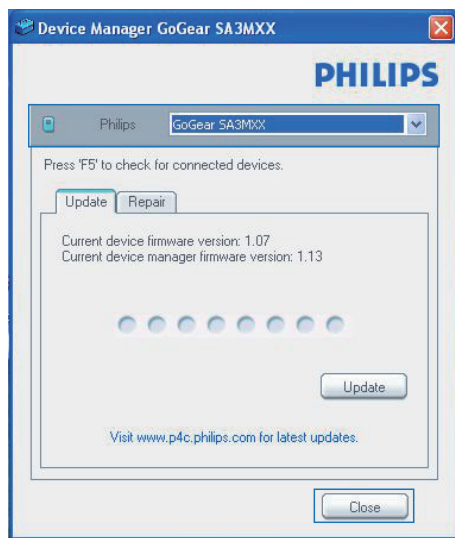 Device Manager GoGear SA3MXX
PHILIPS
Philips GoGear SA3MXX
Press 'F5' to check for connected devices.
Update Repair
Current device firmware version: 1.07
Current device manager firmware version: 1.13
Update
Visit www.p4c.philips.com for latest updates.
Close